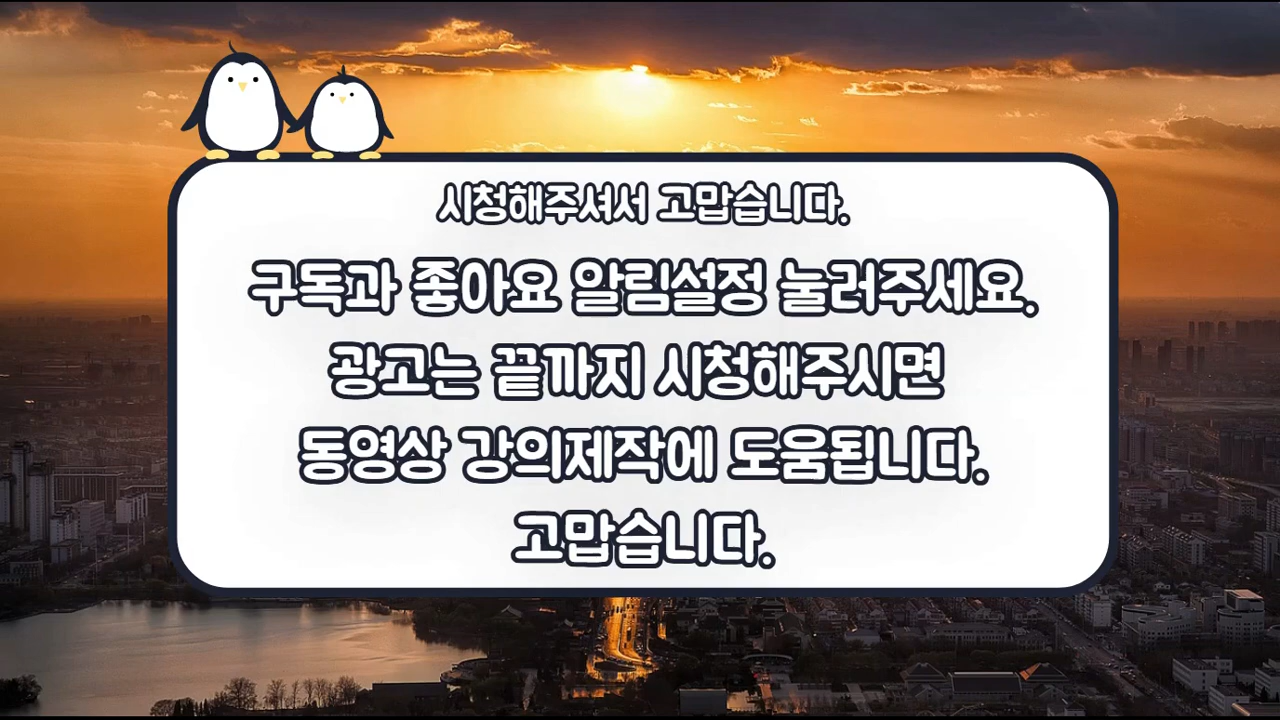 시청해주셔서 고맙습니다.
구독과 좋아요 알림설정 눌러주세요.
광고는 끝까지 시청해주시면
동영상 강의제작에 도움됩니다.
고맙습니다.